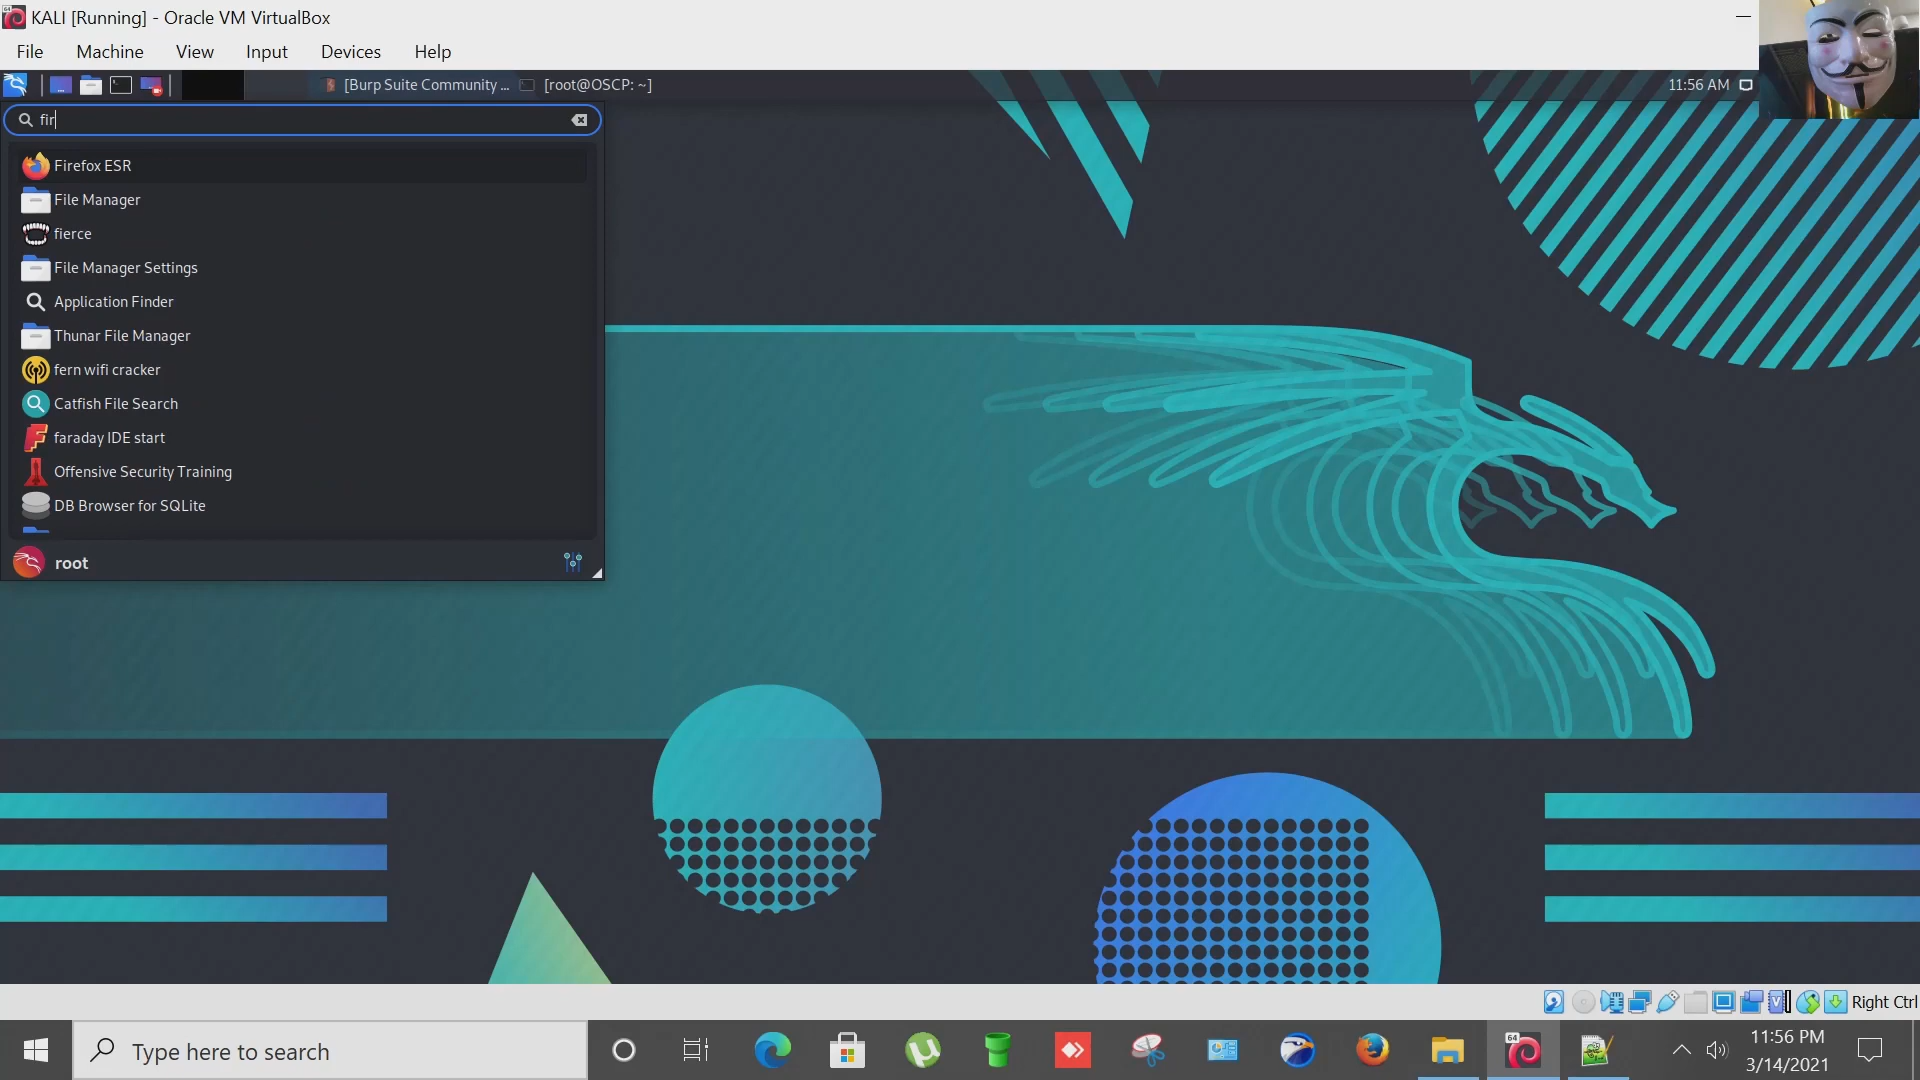 KALI [Running] - Oracle VM VirtualBox
File Machine View Input Devices Help
[Burp Suite Community ... [root@OSCP: ~] 11:56 AM
fir
Firefox ESR
File Manager
fierce
File Manager Settings
Application Finder
Thunar File Manager
fern wifi cracker
Catfish File Search
faraday IDE start
Offensive Security Training
DB Browser for SQLite
root
Right Ctrl
Type here to search
64
11:56 PM
3/14/2021